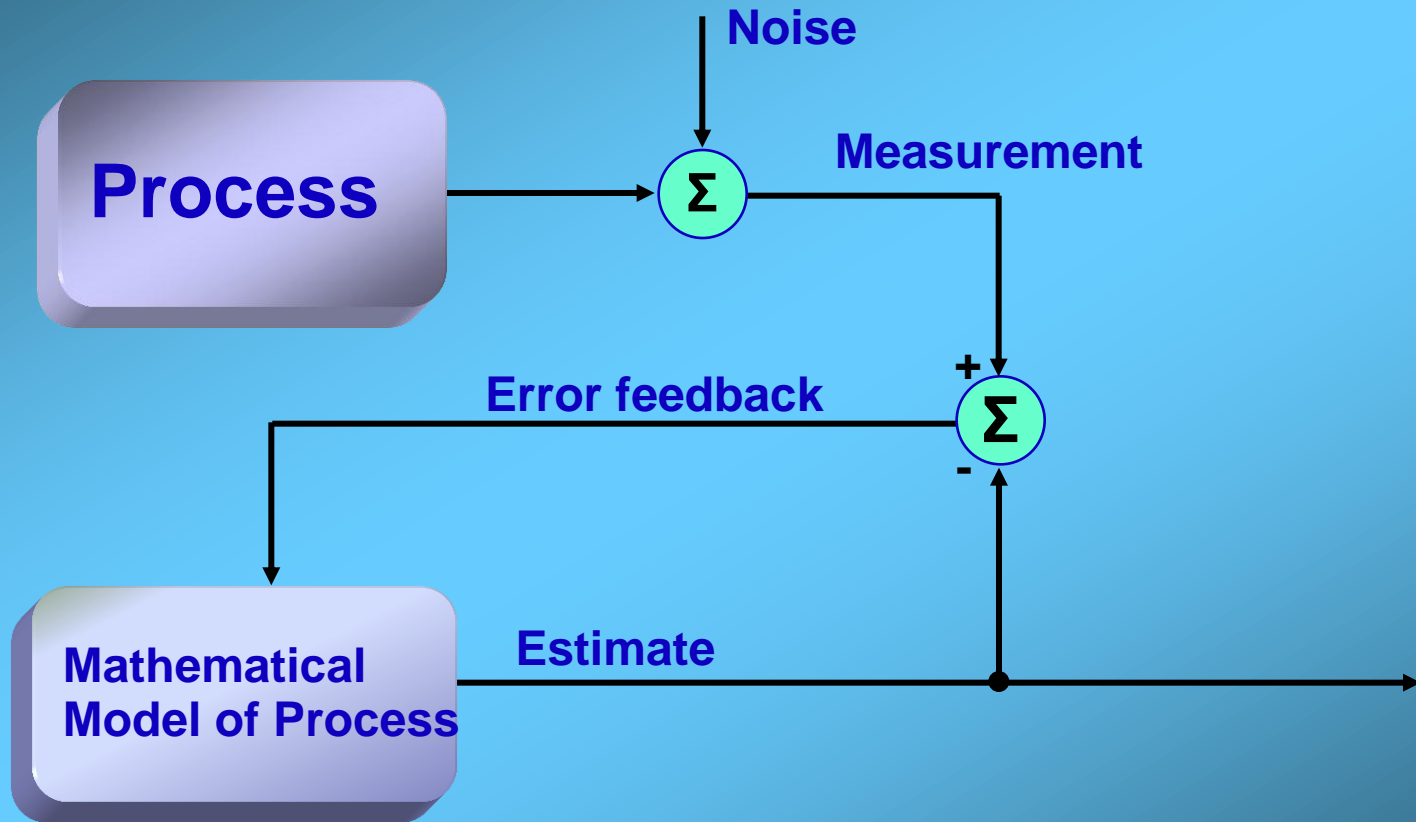 Noise
Process
Σ
Measurement
+
Error feedback
Σ
-
Mathematical
Model of Process
Estimate